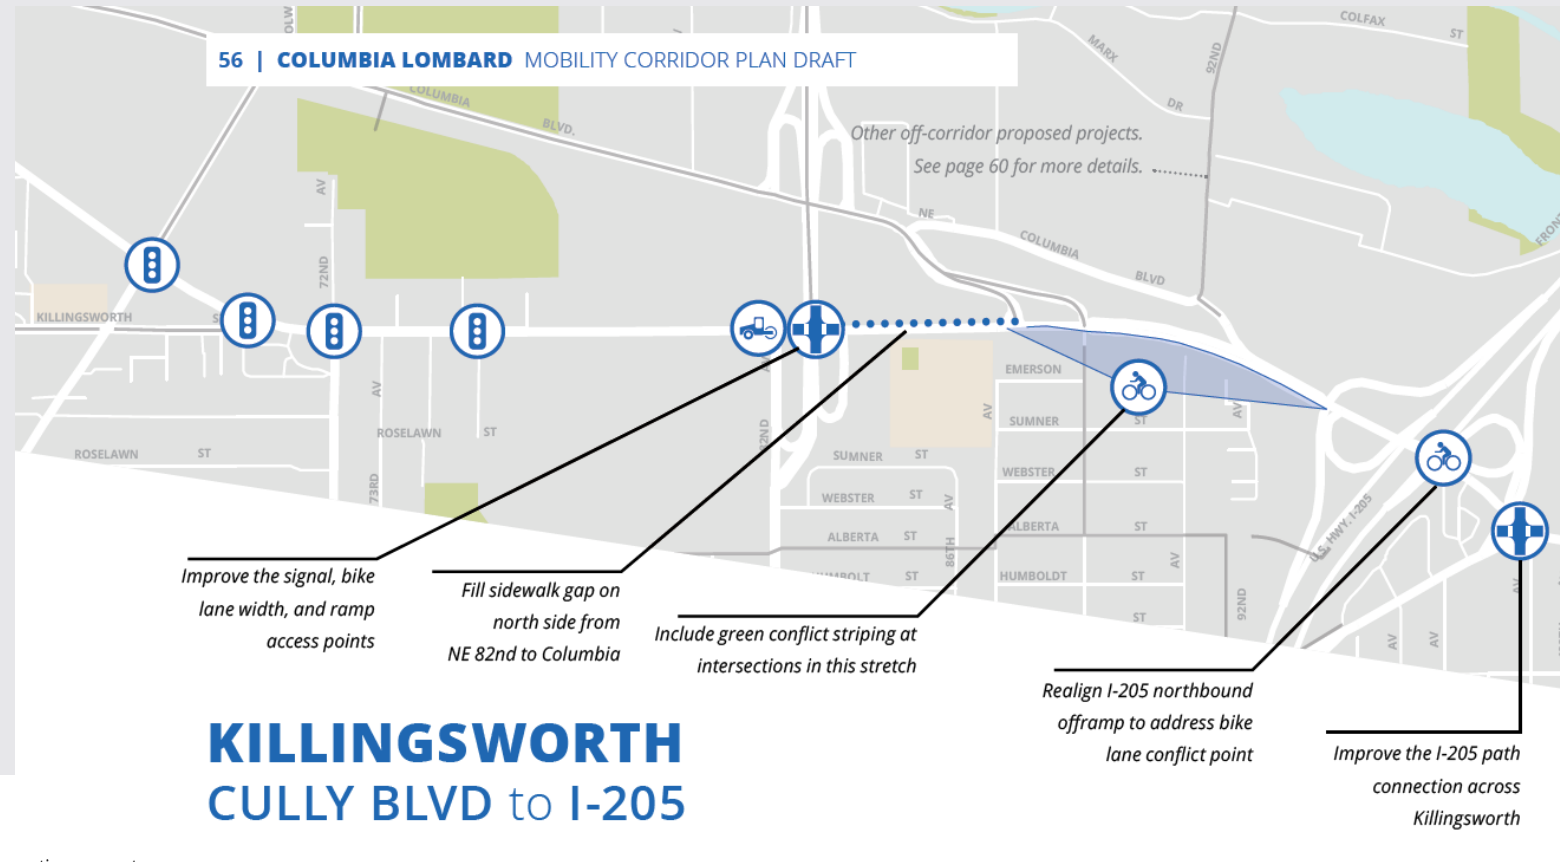 56 | COLUMBIA LOMBARD MOBILITY CORRIDOR PLAN DRAFT
COLFAX
ST
MARX
DR
92ND
COLUMBIA
BLVD.
Other off-corridor proposed projects.
See page 60 for more details.
AV
NE
COLUMBIA
BLVD
72ND
KILLINGSWORTH
EMERSON
AV
AV
AV
SUMNER
ST
ROSELAWN
ST
ROSELAWN
ST
SUMNER
ST
WEBSTER
ST
WEBSTER
ST
AV
73RD
ALBERTA
ST
ALBERTA
ST
86TH
U.S. HWY. I-205
AV
HUMBOLDT
ST
ST
ST
92ND
AV
AV
AV
Improve the signal, bike
lane width, and ramp
access points
Fill sidewalk gap on
north side from
NE 82nd to Columbia
Include green conflict striping at
intersections in this stretch
Realign I-205 northbound
offramp to address bike
lane conflict point
Improve the I-205 path
connection across
Killingsworth
KILLINGSWORTH
CULLY BLVD to I-205